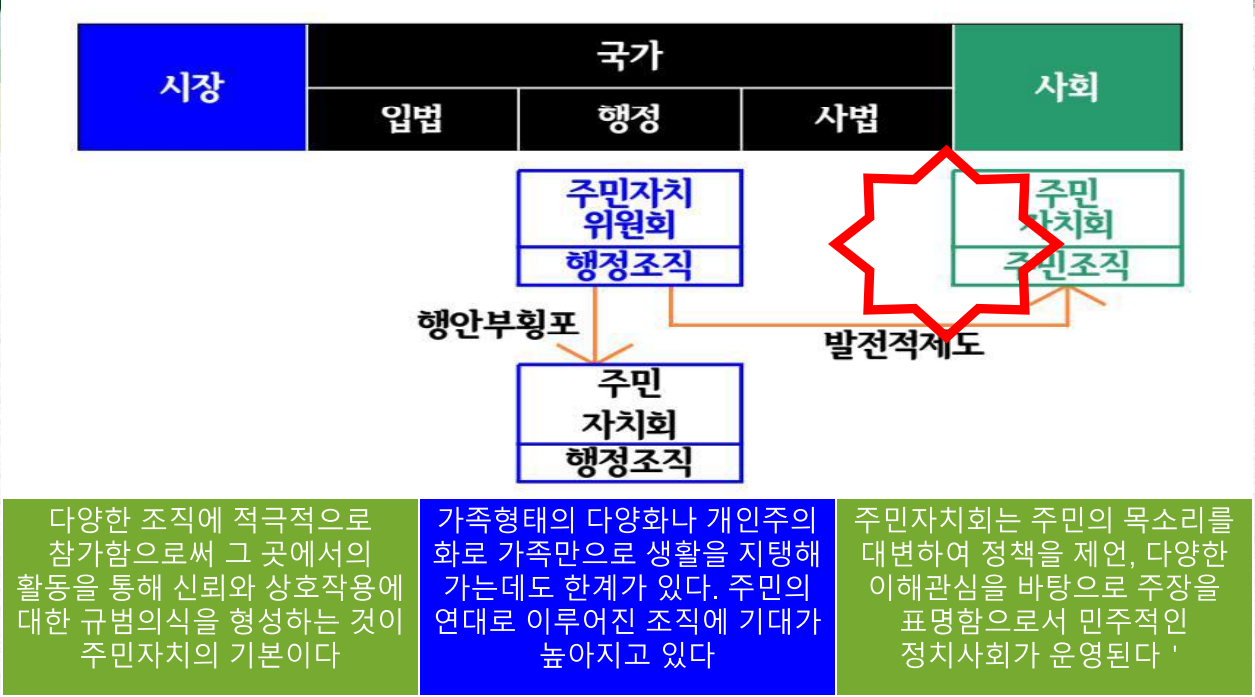 시장
국가
사회
입법
행정
사법
주민자치
위원회
행정조직
주민
자치회
주민조직
행안부횡포
발전적제도
주민
자치회
행정조직
다양한 조직에 적극적으로
참가함으로써 그 곳에서의
활동을 통해 신뢰와 상호작용에
대한 규범의식을 형성하는 것이
주민자치의 기본이다
가족형태의 다양화나 개인주의
화로 가족만으로 생활을 지탱해
가는데도 한계가 있다. 주민의
연대로 이루어진 조직에 기대가
높아지고 있다
주민자치회는 주민의 목소리를
대변하여 정책을 제언, 다양한
이해관심을 바탕으로 주장을
표명함으로서 민주적인
정치사회가 운영된다 '